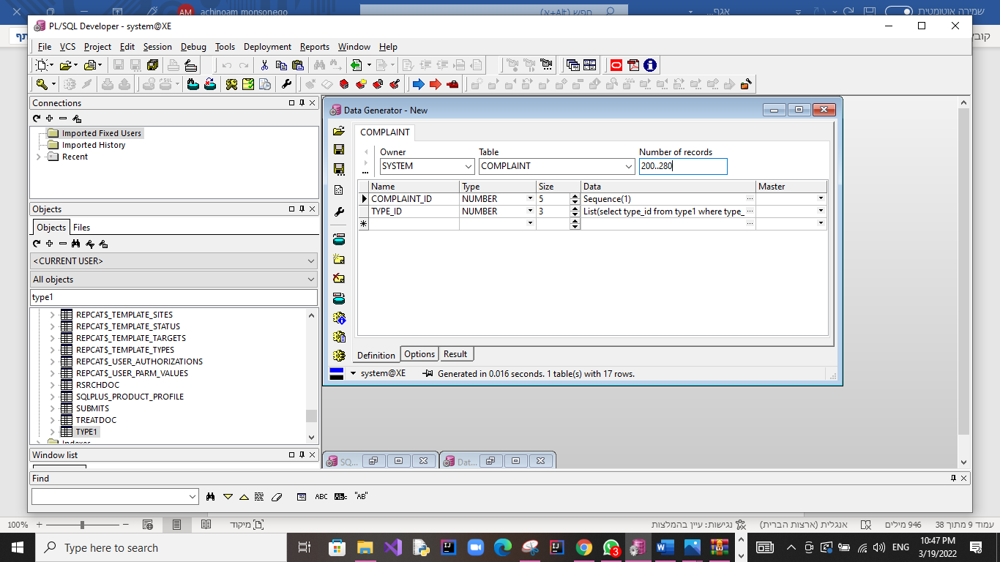 AM achinoam monsonego
חפש (Alt+א)
אגף...
שמירה אוטומטית
PL/SQL Developer - system@XE
File VCS Project Edit Session Debug Tools Deployment Reports Window Help
Connections
Imported Fixed Users
Imported History
Recent
Objects
Objects Files
<CURRENT USER>
All objects
type1
REPCAT$_TEMPLATE_SITES
REPCAT$_TEMPLATE_STATUS
REPCAT$_TEMPLATE_TARGETS
REPCAT$_TEMPLATE_TYPES
REPCAT$_USER_AUTHORIZATIONS
REPCAT$_USER_PARM_VALUES
RSRCHDOC
SQLPLUS_PRODUCT_PROFILE
SUBMITS
TREATDOC
TYPE1
Indexes
Window list
Data Generator - New
COMPLAINT
Owner Table Number of records
SYSTEM COMPLAINT 200..280
Name Type Size Data Master
COMPLAINT_ID NUMBER 5 Sequence(1) ...
TYPE_ID NUMBER 3 List(select type_id from type1 where type_ ...
...
Definition Options Result
system@XE Generated in 0.016 seconds. 1 table(s) with 17 rows.
SQ... Dat...
Find
ABC "AB"
100%
מיקוד
נגישות: עיין בהמלצות
אנגלית (ארצות הברית)
946 מילים
עמוד 9 מתוך 38
Type here to search
3
ENG
10:47 PM
3/19/2022